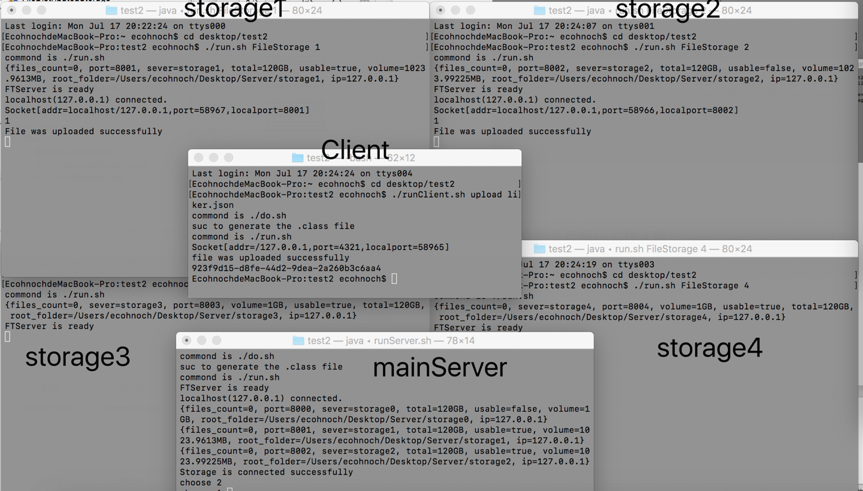 storage1
test2 — java • 80×24
Last login: Mon Jul 17 20:22:24 on ttys000
[EcohnochdeMacBook-Pro:~ ecohnoch$ cd desktop/test2 ]
[EcohnochdeMacBook-Pro:test2 ecohnoch$ ./run.sh FileStorage 1 ]
commond is ./run.sh
{files_count=0, port=8001, sever=storage1, total=120GB, usable=true, volume=1023
.9613MB, root_folder=/Users/ecohnoch/Desktop/Server/storage1, ip=127.0.0.1}
FTServer is ready
localhost(127.0.0.1) connected.
Socket[addr=localhost/127.0.0.1,port=58967,localport=8001]
1
File was uploaded successfully
storage2
test2 — java • 80×24
Last login: Mon Jul 17 20:24:07 on ttys001
[EcohnochdeMacBook-Pro:~ ecohnoch$ cd desktop/test2 ]
[EcohnochdeMacBook-Pro:test2 ecohnoch$ ./run.sh FileStorage 2 ]
commond is ./run.sh
{files_count=0, port=8002, sever=storage2, total=120GB, usable=true, volume=102
3.99225MB, root_folder=/Users/ecohnoch/Desktop/Server/storage2, ip=127.0.0.1}
FTServer is ready
localhost(127.0.0.1) connected.
Socket[addr=localhost/127.0.0.1,port=58966,localport=8002]
1
File was uploaded successfully
Client
test2 — bash — 62×12
Last login: Mon Jul 17 20:24:24 on ttys004
[EcohnochdeMacBook-Pro:~ ecohnoch$ cd desktop/test2 ]
[EcohnochdeMacBook-Pro:test2 ecohnoch$ ./runClient.sh upload li]
ker.json
commond is ./do.sh
suc to generate the .class file
commond is ./run.sh
Socket[addr=/127.0.0.1,port=4321,localport=58965]
file was uploaded successfully
923f9d15-d8fe-44d2-9dea-2a260b3c6aa4
EcohnochdeMacBook-Pro:test2 ecohnoch$
[EcohnochdeMacBook-Pro:test2 ecohnoch
commond is ./run.sh
{files_count=0, sever=storage3, port=8003, volume=1GB, usable=true, total=120GB,
root_folder=/Users/ecohnoch/Desktop/Server/storage3, ip=127.0.0.1}
FTServer is ready
storage3
test2 — java • run.sh FileStorage 4 — 80×24
ul 17 20:24:19 on ttys003
-Pro:~ ecohnoch$ cd desktop/test2 ]
-Pro:test2 ecohnoch$ ./run.sh FileStorage 4 ]
commond is ./run.sh
{files_count=0, sever=storage4, port=8004, volume=1GB, usable=true, total=120GB,
root_folder=/Users/ecohnoch/Desktop/Server/storage4, ip=127.0.0.1}
FTServer is ready
storage4
test2 — java • runServer.sh — 78×14
mainServer
commond is ./do.sh
suc to generate the .class file
commond is ./run.sh
FTServer is ready
localhost(127.0.0.1) connected.
{files_count=0, port=8000, sever=storage0, total=120GB, usable=false, volume=1
GB, root_folder=/Users/ecohnoch/Desktop/Server/storage0, ip=127.0.0.1}
{files_count=0, port=8001, sever=storage1, total=120GB, usable=true, volume=10
23.9613MB, root_folder=/Users/ecohnoch/Desktop/Server/storage1, ip=127.0.0.1}
{files_count=0, port=8002, sever=storage2, total=120GB, usable=true, volume=10
23.99225MB, root_folder=/Users/ecohnoch/Desktop/Server/storage2, ip=127.0.0.1}
Storage is connected successfully
choose 2